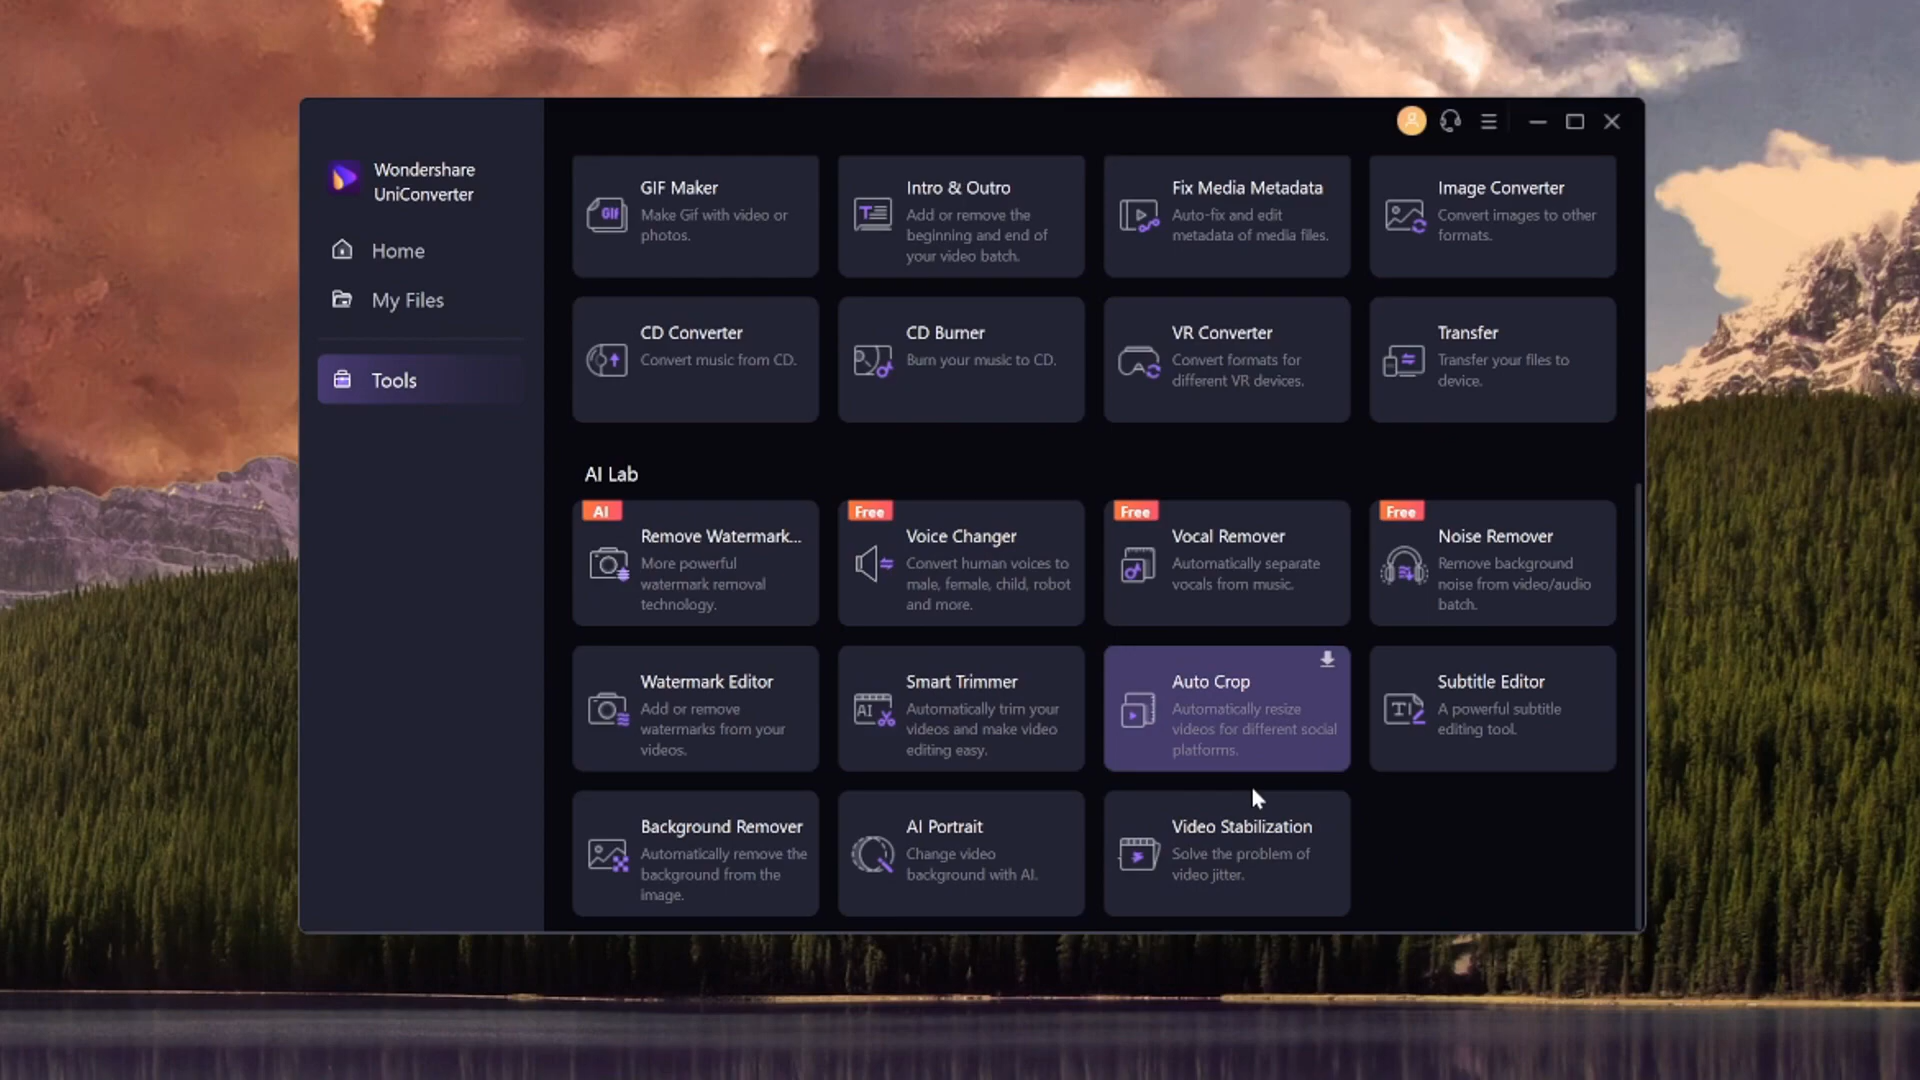 Wondershare
UniConverter
Home
My Files
Tools
GIF Maker
Make Gif with video or
photos.
GIF
Intro & Outro
Add or remove the
beginning and end of
your video batch.
T
Fix Media Metadata
Auto-fix and edit
metadata of media files.
Image Converter
Convert images to other
formats.
CD Converter
Convert music from CD.
CD Burner
Burn your music to CD.
VR Converter
Convert formats for
different VR devices.
Transfer
Transfer your files to
device.
AI Lab
AI
Remove Watermark...
More powerful
watermark removal
technology.
Free
Voice Changer
Convert human voices to
male, female, child, robot
and more.
Free
Vocal Remover
Automatically separate
vocals from music.
Free
Noise Remover
Remove background
noise from video/audio
batch.
Watermark Editor
Add or remove
watermarks from your
videos.
AI
Smart Trimmer
Automatically trim your
videos and make video
editing easy.
Auto Crop
Automatically resize
videos for different social
platforms.
T
Subtitle Editor
A powerful subtitle
editing tool.
Background Remover
Automatically remove the
background from the
image.
AI Portrait
Change video
background with AI.
Video Stabilization
Solve the problem of
video jitter.